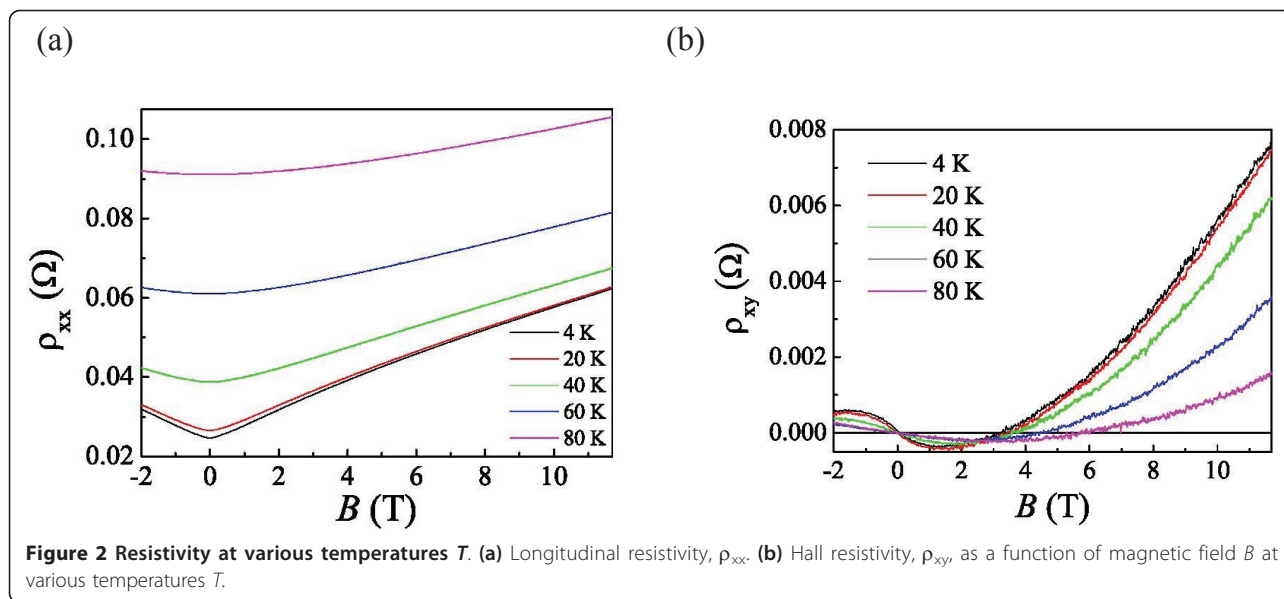 (a)
(b)
ρxx (Ω)
0.10
0.08
0.06
0.04
0.02
4 K
20 K
40 K
60 K
80 K
-2 0 2 4 6 8 10
B (T)
ρxy (Ω)
0.008
0.006
0.004
0.002
0.000
4 K
20 K
40 K
60 K
80 K
-2 0 2 4 6 8 10
B (T)
Figure 2 Resistivity at various temperatures T. (a) Longitudinal resistivity, ρxx. (b) Hall resistivity, ρxy, as a function of magnetic field B at
various temperatures T.